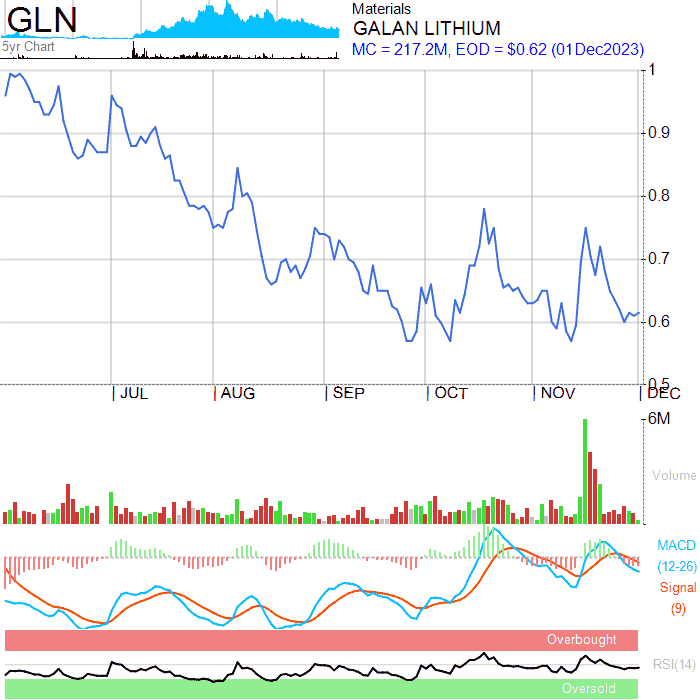 GLN
5yr Chart
Materials
GALAN LITHIUM
MC = 217.2M, EOD = $0.62 (01Dec2023)
1
0.9
0.8
0.7
0.6
0.5
JUL AUG SEP OCT NOV DEC
6M
Volume
MACD
(12-26)
Signal
(9)
Overbought
RSI(14)
Oversold